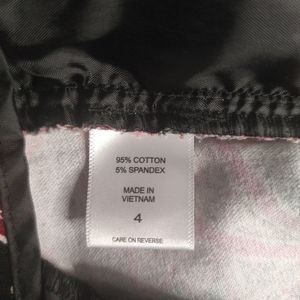 95% COTTON
5% SPANDEX
MADE IN
VIETNAM
4
CARE ON REVERSE